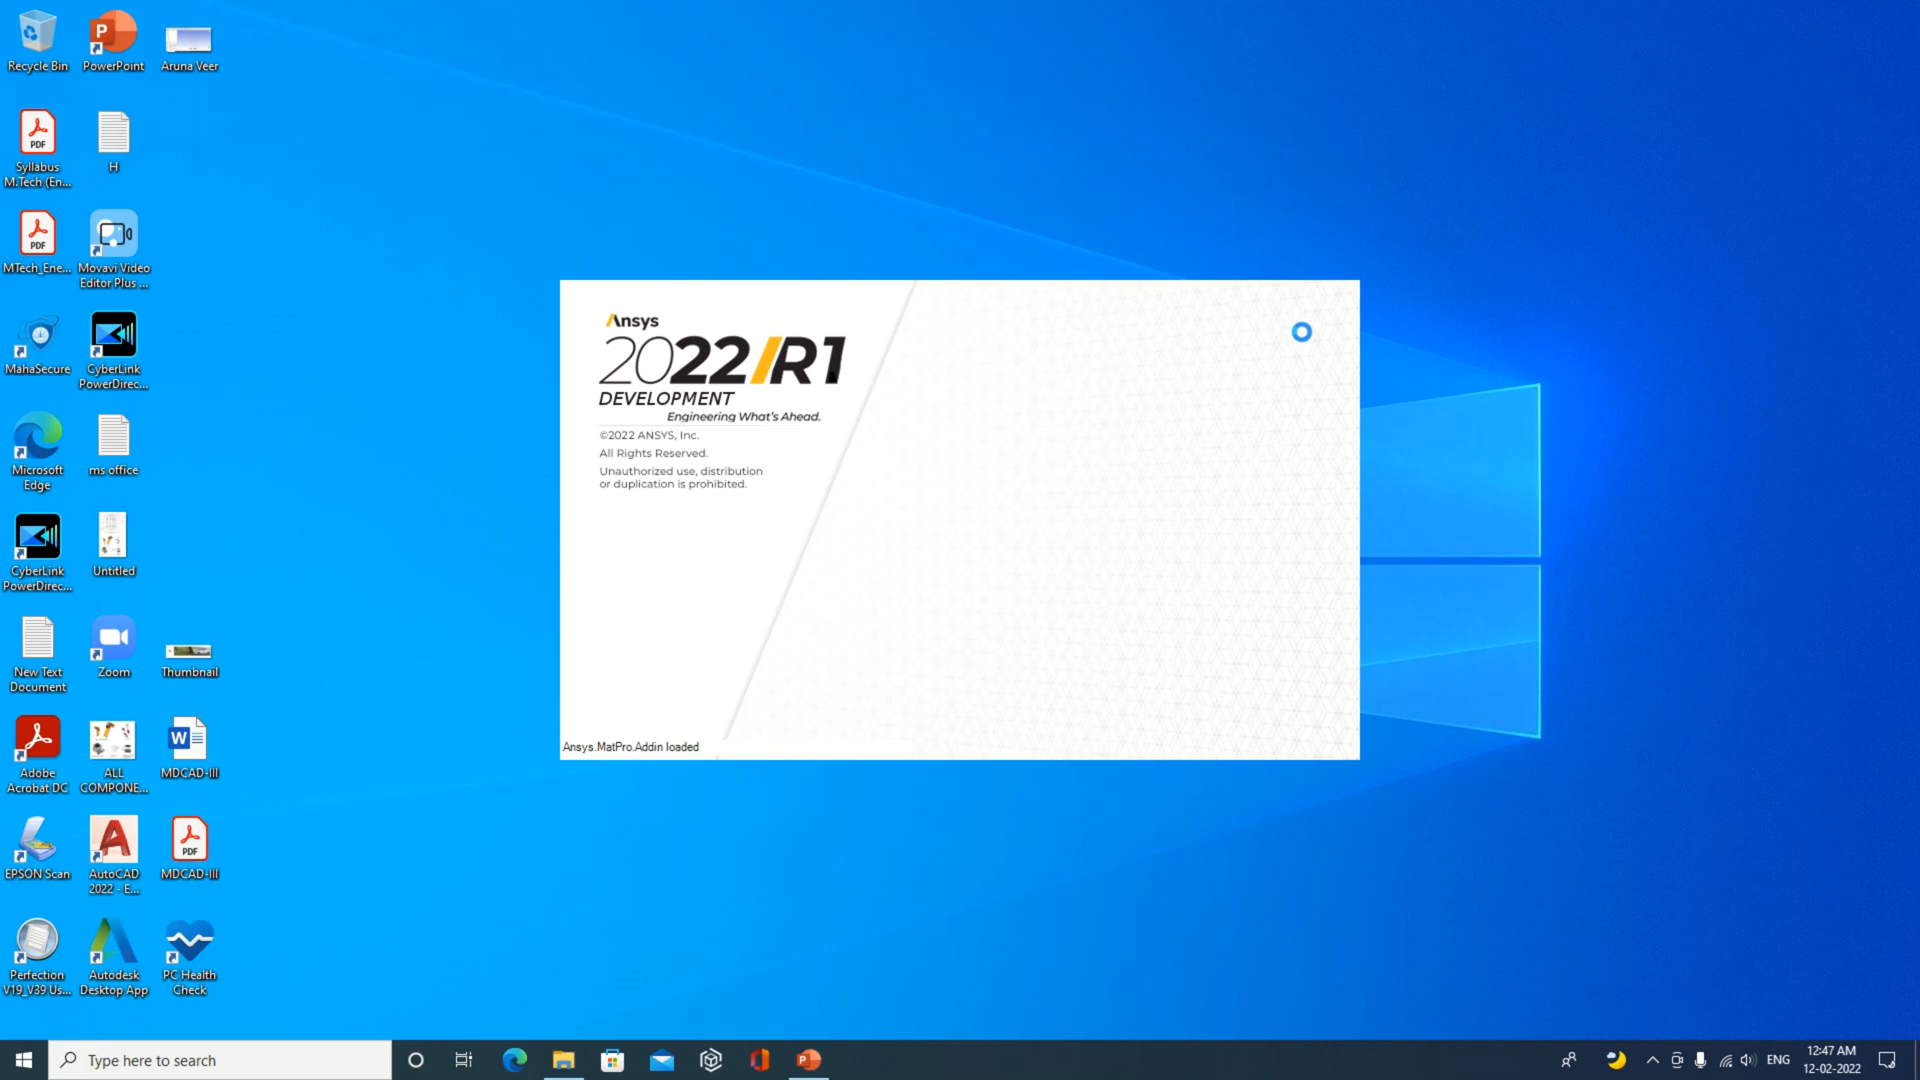 Recycle Bin
PowerPoint
Aruna Veer
PDF
Syllabus
M.Tech (En...
H
PDF
MTech_Ene...
Movavi Video
Editor Plus ...
MahaSecure
CyberLink
PowerDirec...
Microsoft
Edge
ms office
CyberLink
PowerDirec...
Untitled
New Text
Document
Zoom
Thumbnail
Adobe
Acrobat DC
ALL
COMPONE...
MDCAD-III
EPSON Scan
AutoCAD
2022 - E...
PDF
MDCAD-III
Perfection
V19_V39 Us...
Autodesk
Desktop App
PC Health
Check
Ansys
2022 R1
DEVELOPMENT
Engineering What's Ahead.
©2022 ANSYS, Inc.
All Rights Reserved.
Unauthorized use, distribution
or duplication is prohibited.
Ansys.MatPro.Addin loaded
Type here to search
ENG
12:47 AM
12-02-2022